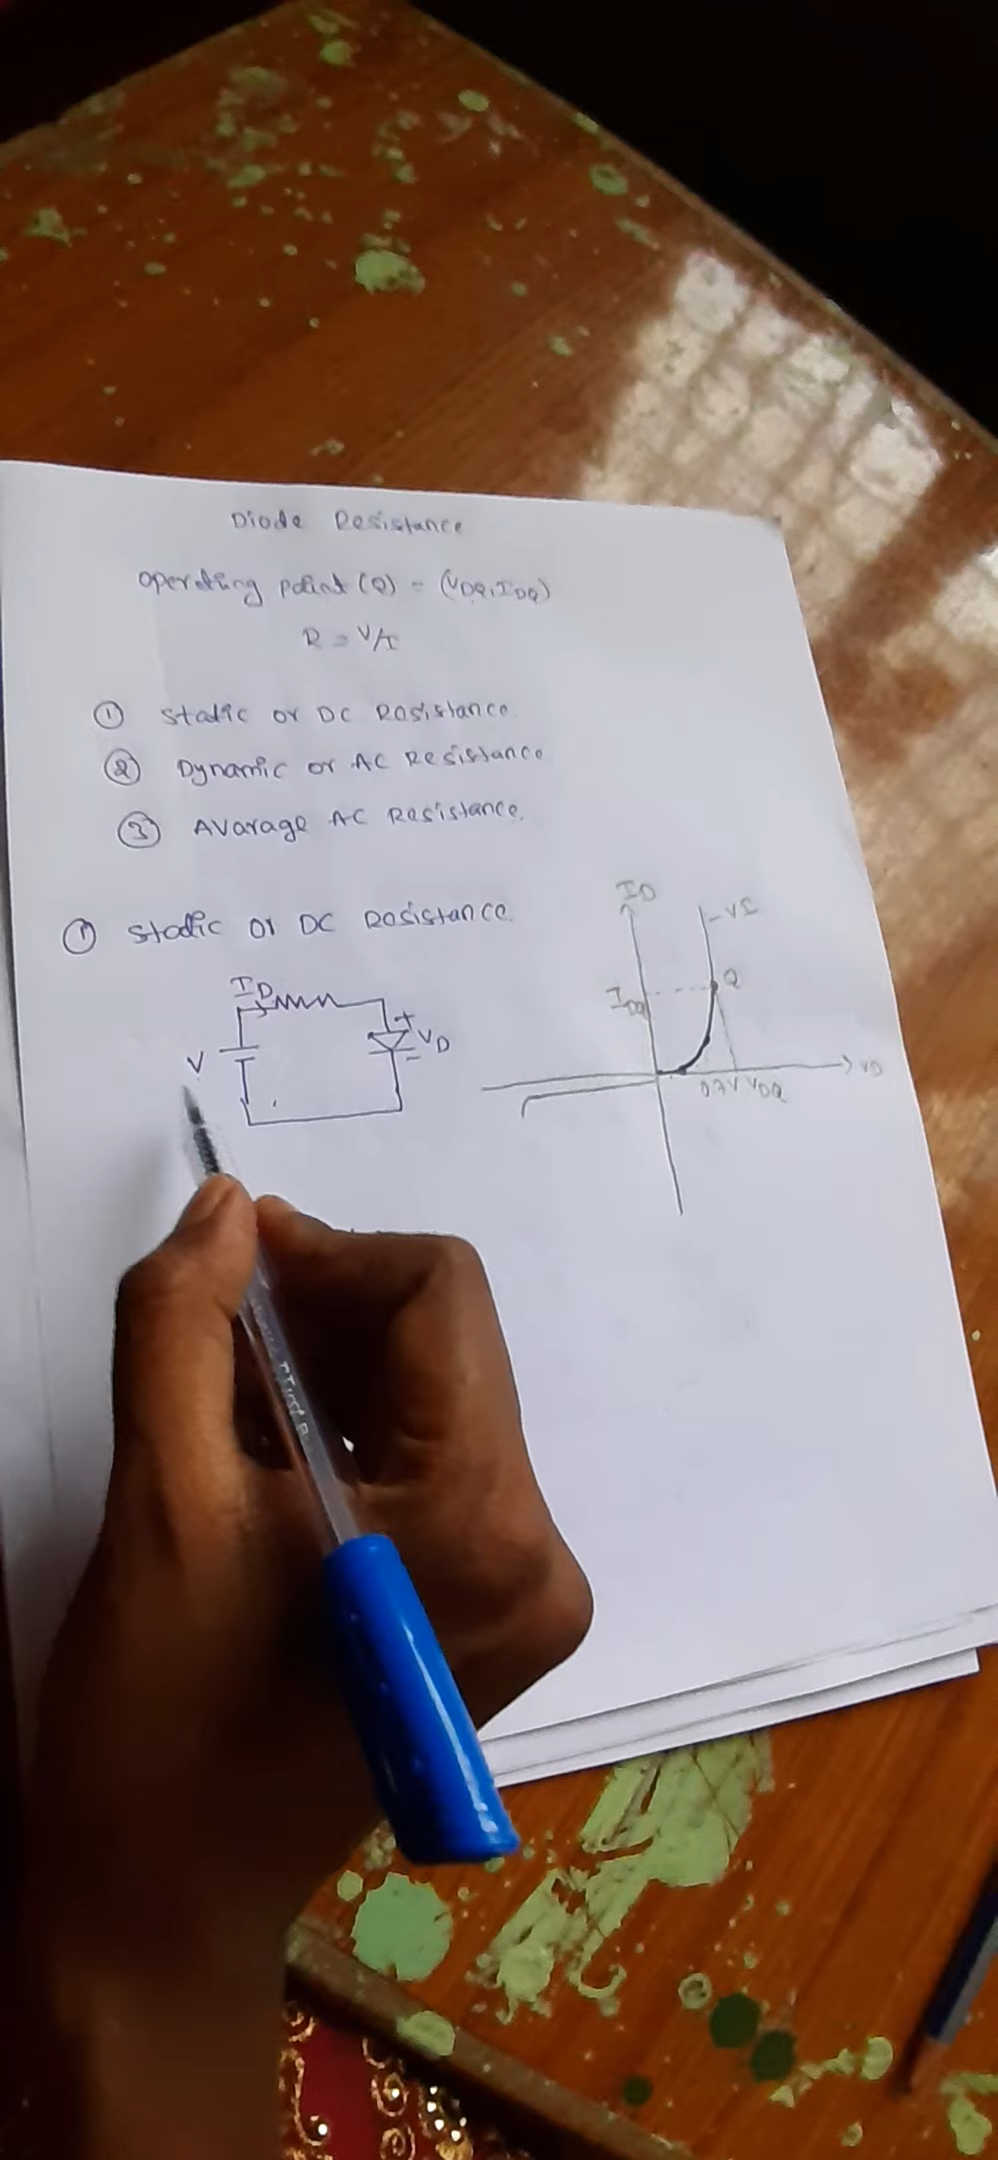 Diode Resistance
operating point (Q) = (VDQ, IDQ)
R = V/I
① Static or DC Resistance
② Dynamic or AC Resistance
③ Avarage AC Resistance.
① Static or DC Resistance
ID
V
+
VD
-
ID
VI
Q
IDQ
VD
0.7V VDQ